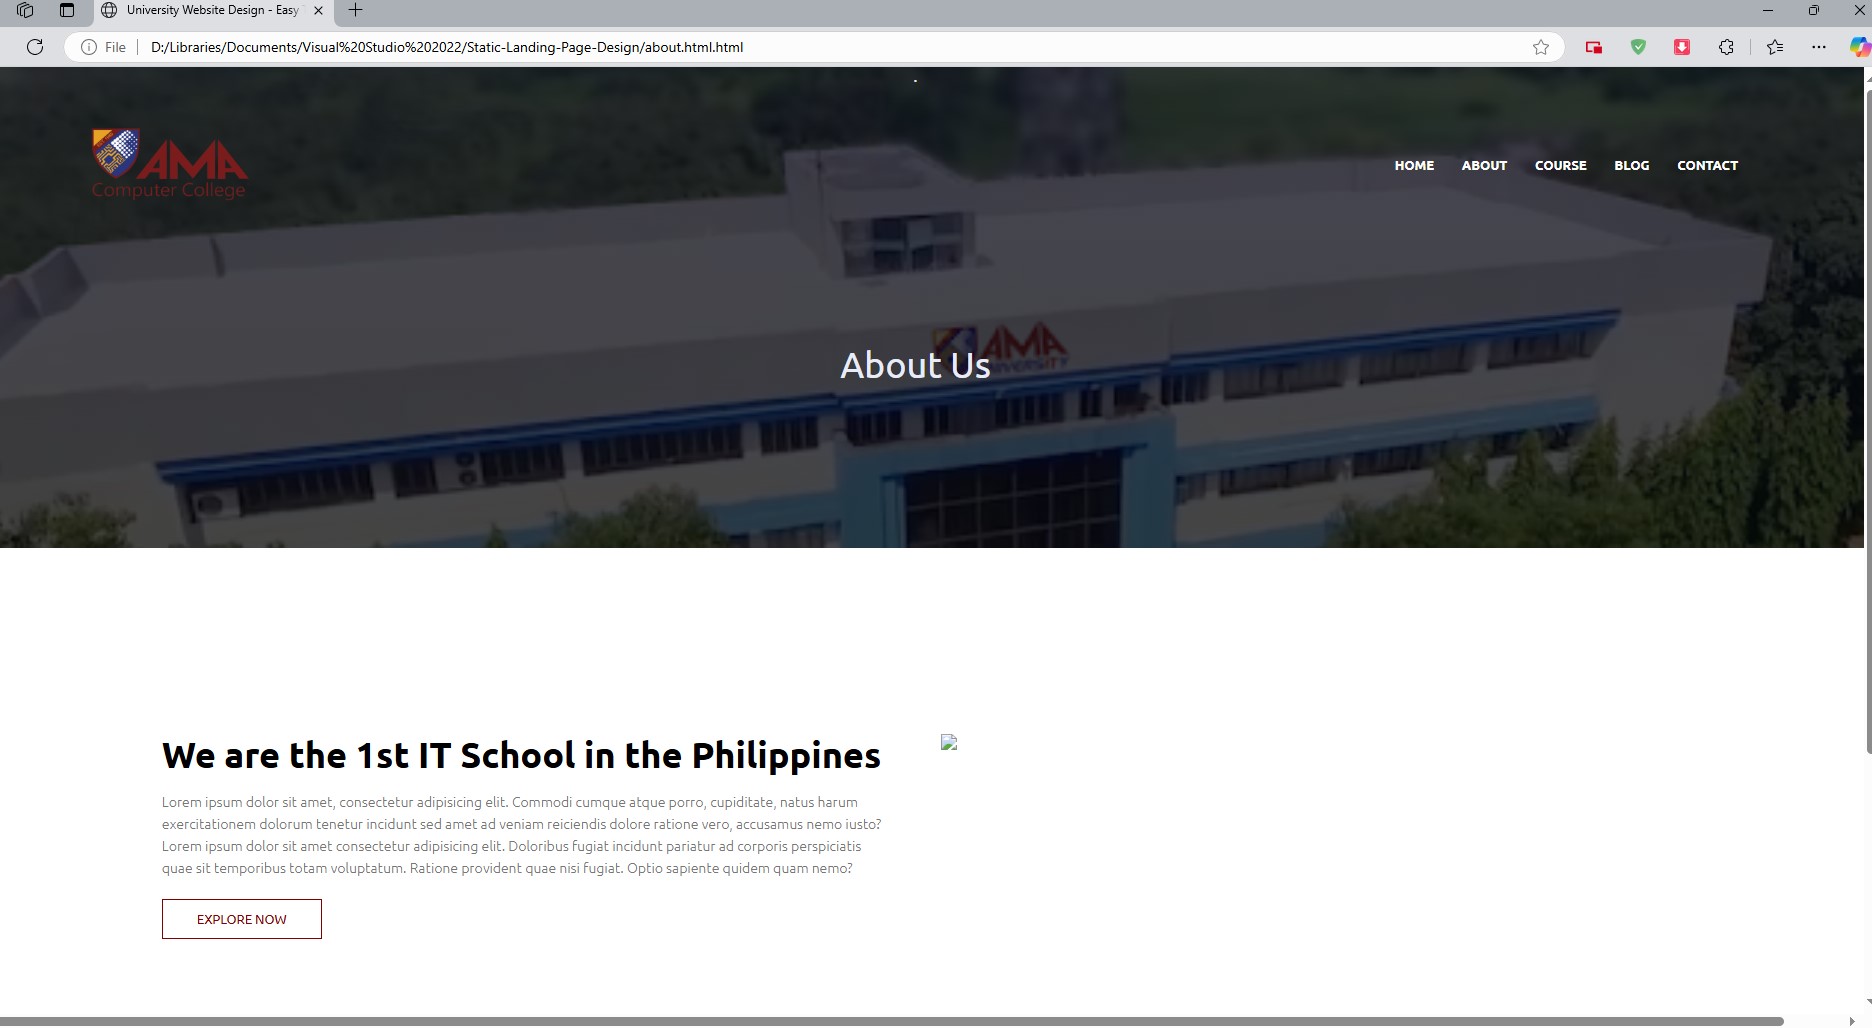 University Website Design - Easy
File
D:/Libraries/Documents/Visual%20Studio%202022/Static-Landing-Page-Design/about.html.html
AMA
Computer College
HOME ABOUT COURSE BLOG CONTACT
AMA
About Us
We are the 1st IT School in the Philippines
Lorem ipsum dolor sit amet, consectetur adipisicing elit. Commodi cumque atque porro, cupiditate, natus harum
exercitationem dolorum tenetur incidunt sed amet ad veniam reiciendis dolore ratione vero, accusamus nemo iusto?
Lorem ipsum dolor sit amet consectetur adipisicing elit. Doloribus fugiat incidunt pariatur ad corporis perspiciatis
quae sit temporibus totam voluptatum. Ratione provident quae nisi fugiat. Optio sapiente quidem quam nemo?
EXPLORE NOW